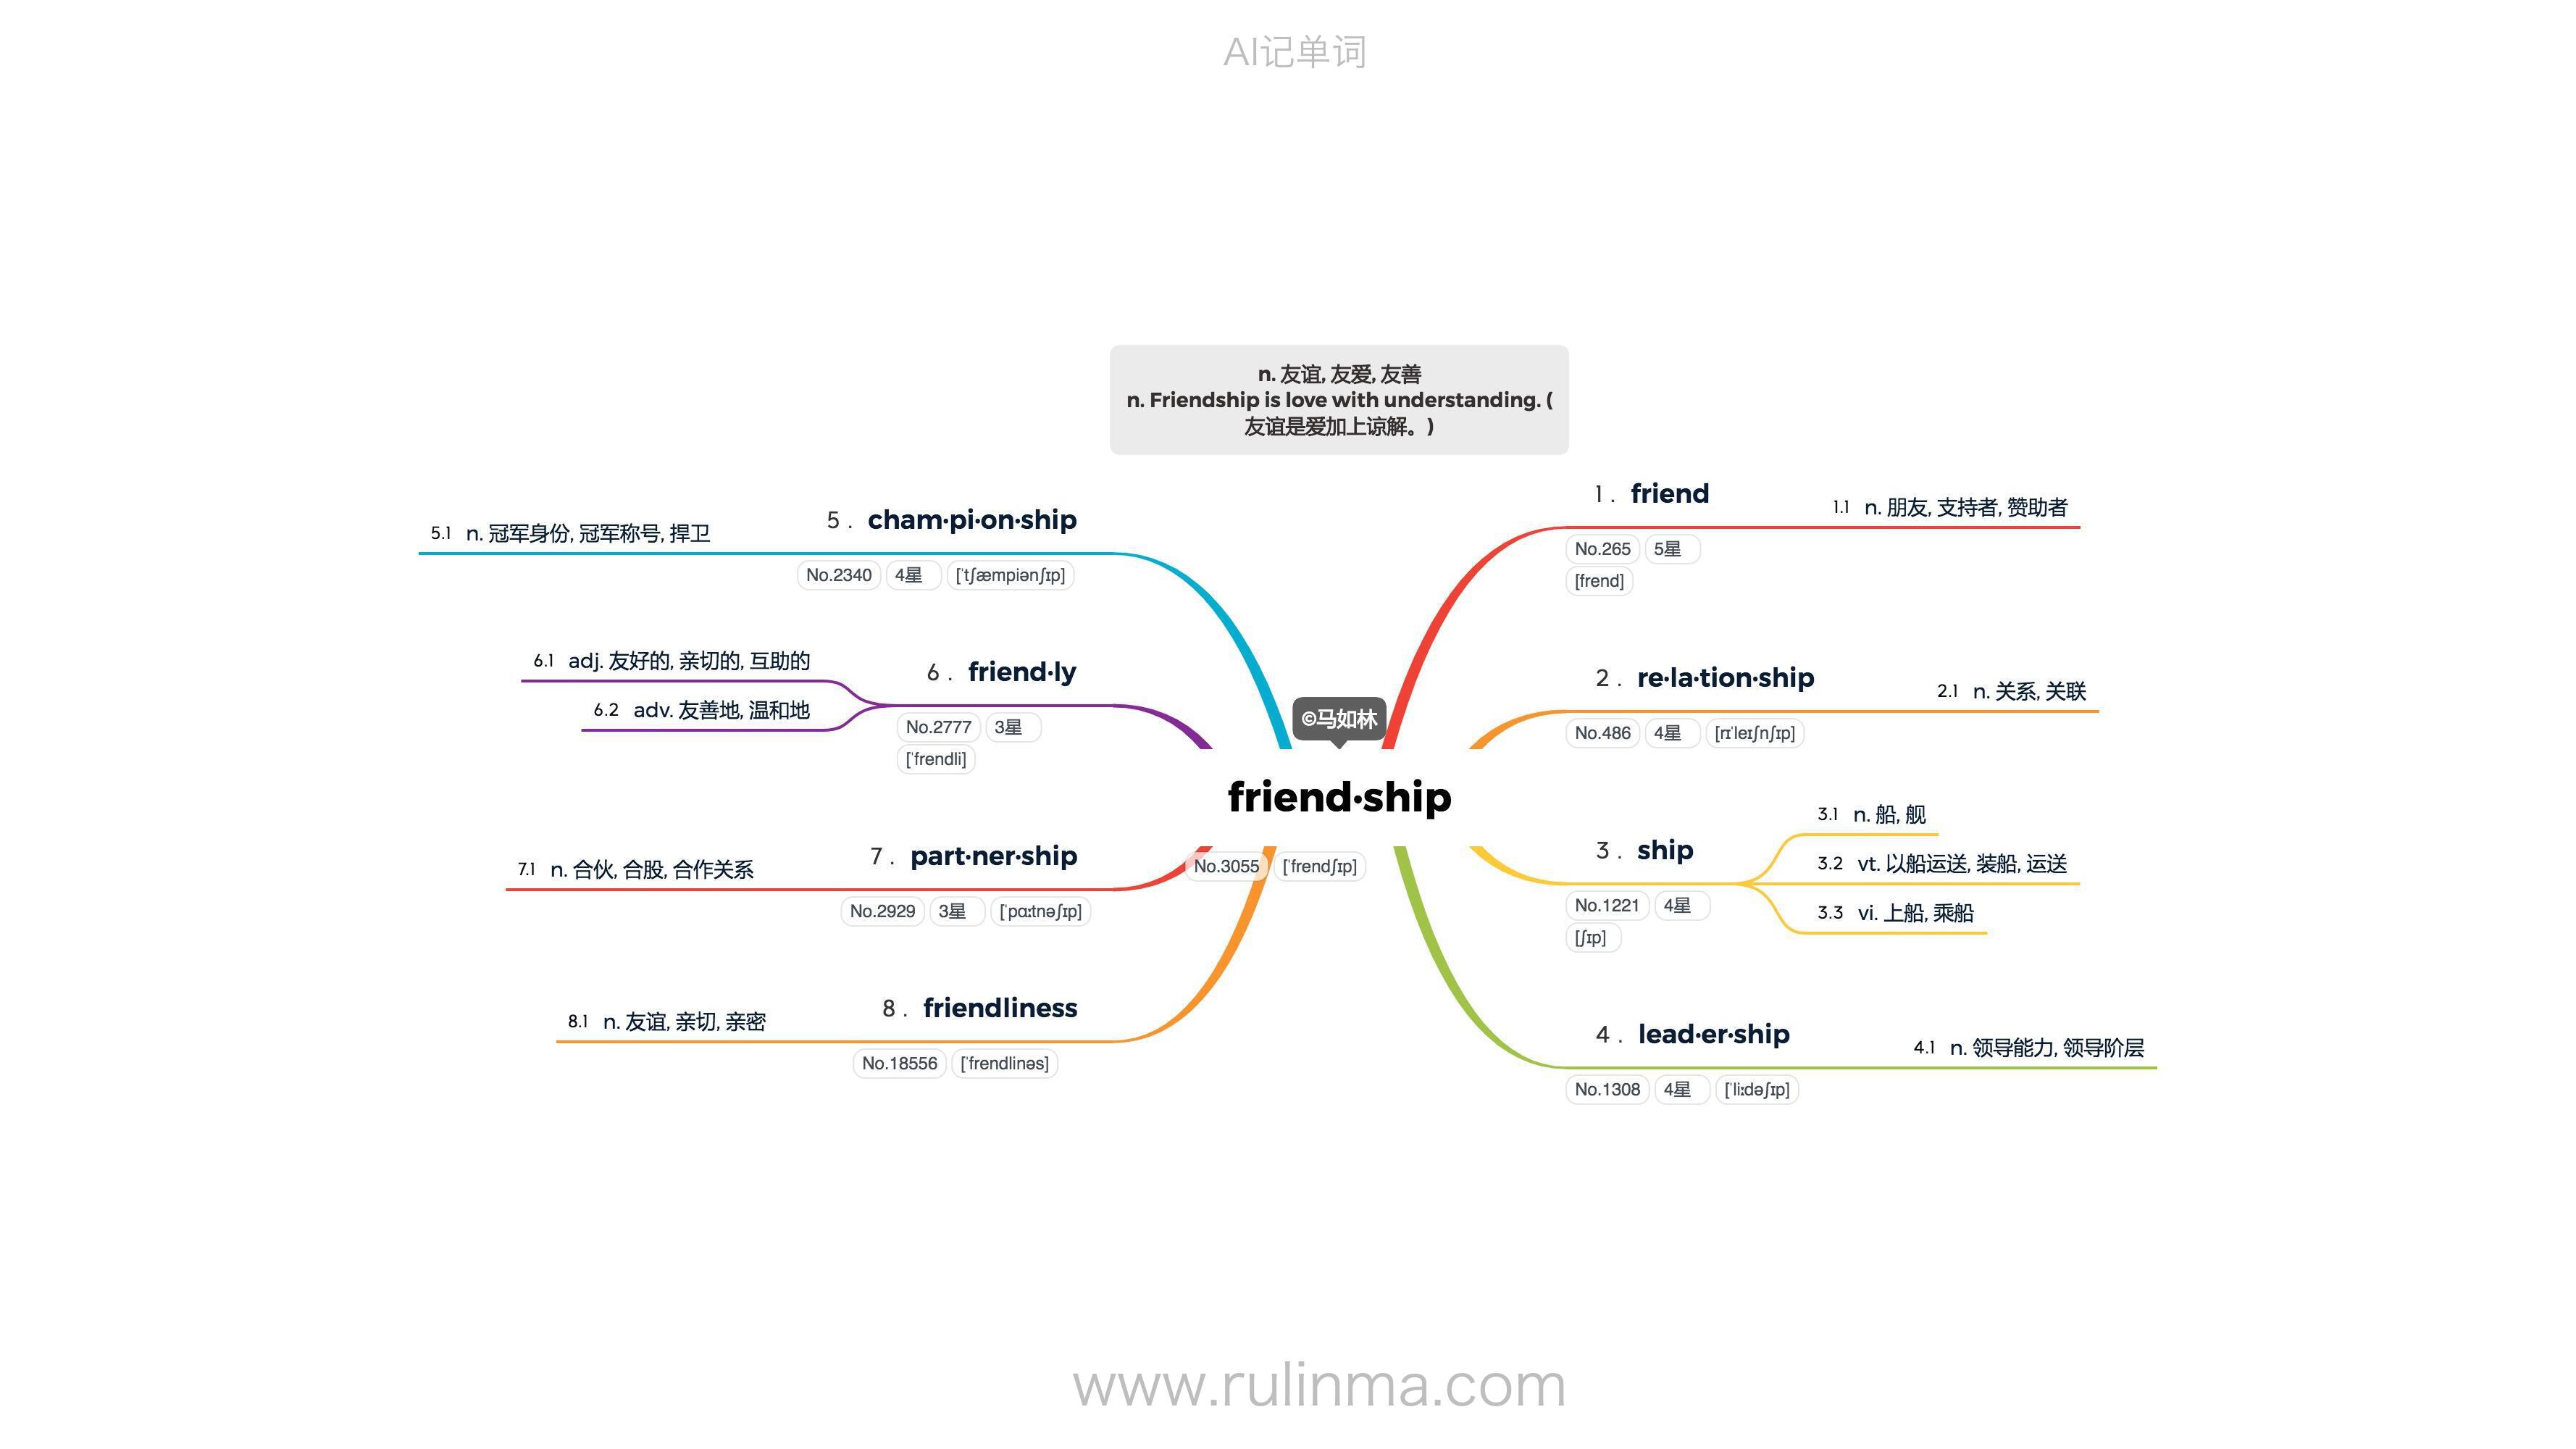 AI记单词
n. 友谊, 友爱, 友善
n. Friendship is love with understanding. (
友谊是爱加上谅解。)
©马如林
friend·ship
No.3055 [ˈfrendʃɪp]
1 . friend
No.265 5星
[frend]
1.1 n. 朋友, 支持者, 赞助者
2 . re·la·tion·ship
No.486 4星 [rɪˈleɪʃnʃɪp]
2.1 n. 关系, 关联
3 . ship
No.1221 4星
[ʃɪp]
3.1 n. 船, 舰
3.2 vt. 以船运送, 装船, 运送
3.3 vi. 上船, 乘船
4 . lead·er·ship
No.1308 4星 [ˈliːdəʃɪp]
4.1 n. 领导能力, 领导阶层
5 . cham·pi·on·ship
No.2340 4星 [ˈtʃæmpiənʃɪp]
5.1 n. 冠军身份, 冠军称号, 捍卫
6 . friend·ly
No.2777 3星
[ˈfrendli]
6.1 adj. 友好的, 亲切的, 互助的
6.2 adv. 友善地, 温和地
7 . part·ner·ship
No.2929 3星 [ˈpɑːtnəʃɪp]
7.1 n. 合伙, 合股, 合作关系
8 . friendliness
No.18556 [ˈfrendlinəs]
8.1 n. 友谊, 亲切, 亲密
www.rulinma.com